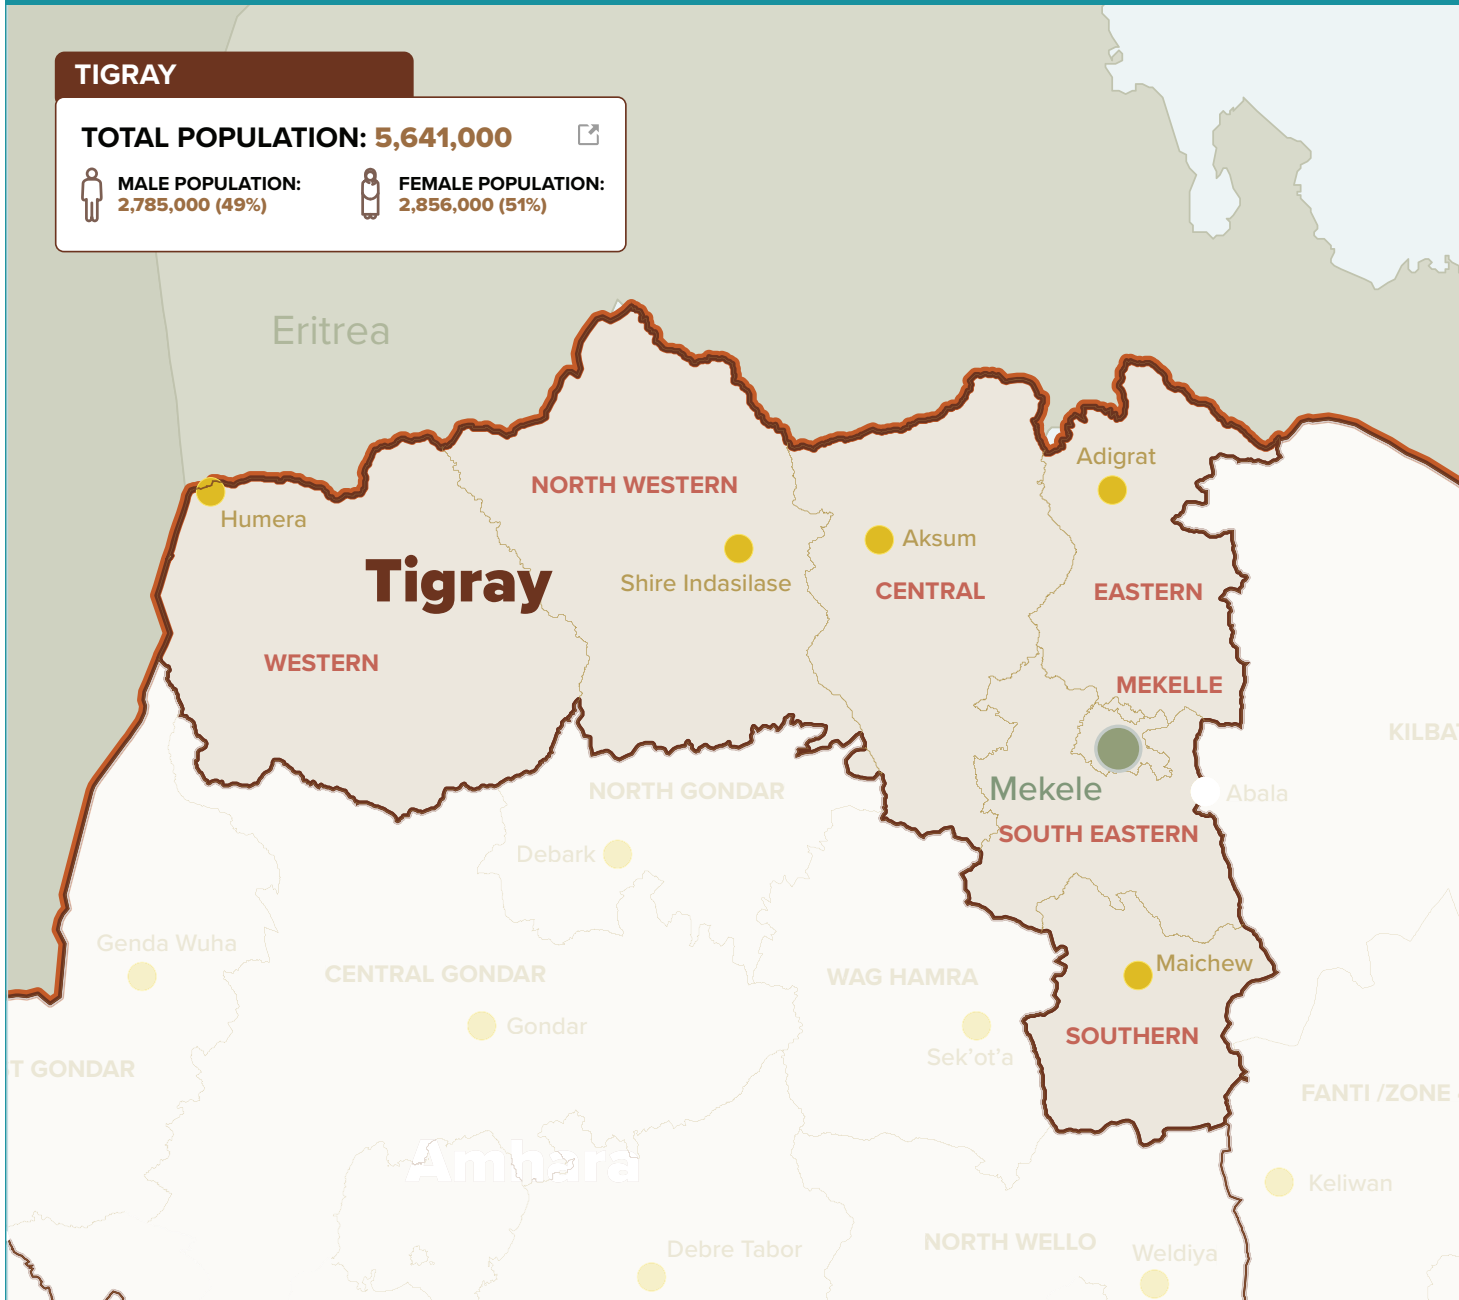 TIGRAY
TOTAL POPULATION: 5,641,000
MALE POPULATION:
2,785,000 (49%)
FEMALE POPULATION:
2,856,000 (51%)
Eritrea
Adigrat
NORTH WESTERN
Humera
Aksum
Tigray
Shire Indasilase
CENTRAL
EASTERN
WESTERN
MEKELLE
KILBAT
Mekele
NORTH GONDAR
Abala
SOUTH EASTERN
Debark
Genda Wuha
Maichew
CENTRAL GONDAR
WAG HAMRA
Gondar
SOUTHERN
Sek’ot’a
T GONDAR
FANTI /ZONE
Amhara
Keliwan
NORTH WELLO
Debre Tabor
Weldiya